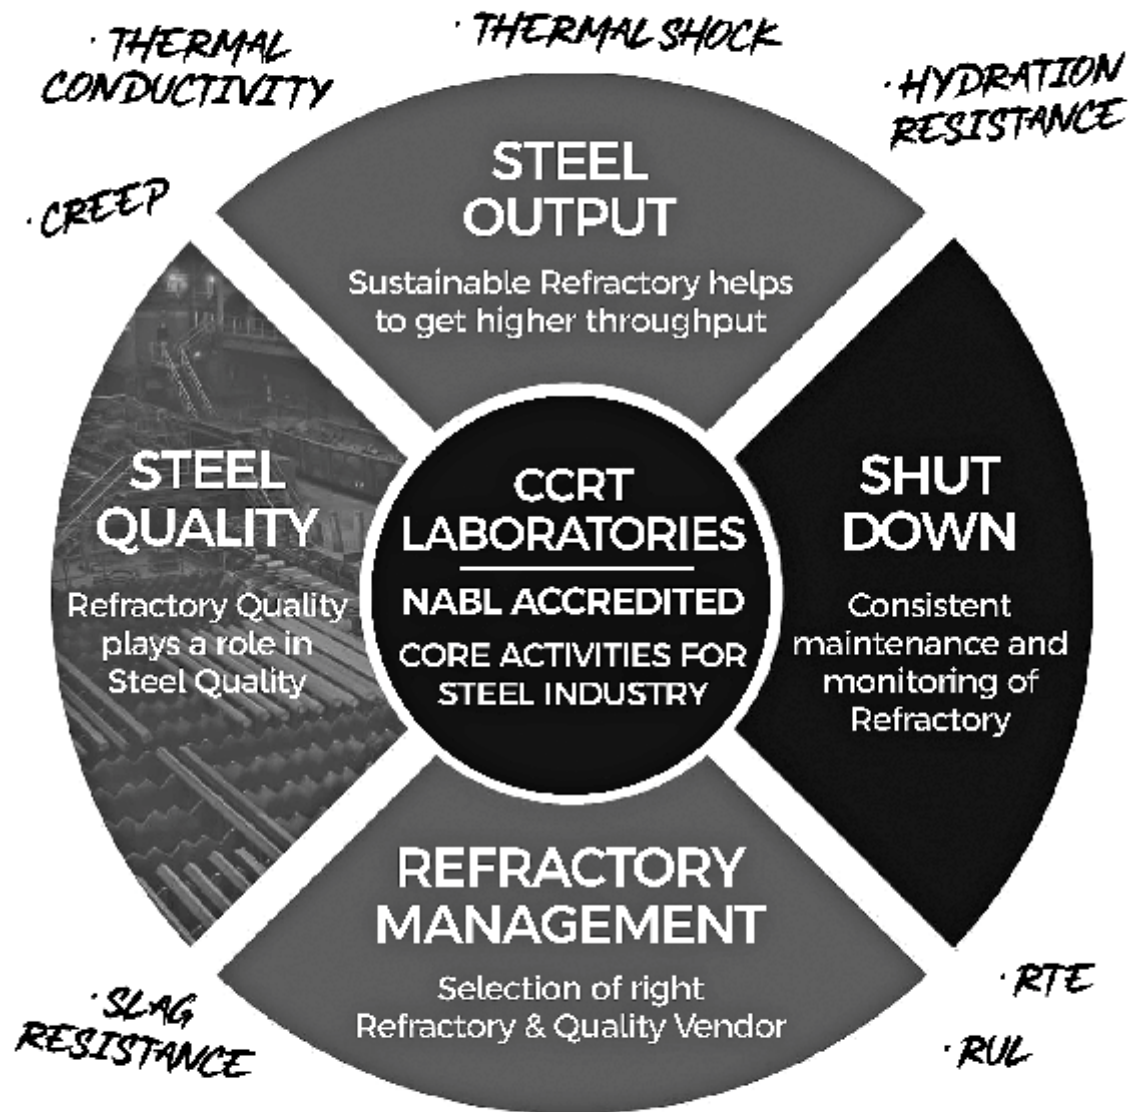 · THERMAL
CONDUCTIVITY
· THERMAL SHOCK
· HYDRATION
RESISTANCE
· CREEP
STEEL
OUTPUT
Sustainable Refractory helps
to get higher throughput
STEEL
QUALITY
Refractory Quality
plays a role in
Steel Quality
CCRT
LABORATORIES
NABL ACCREDITED
CORE ACTIVITIES FOR
STEEL INDUSTRY
SHUT
DOWN
Consistent
maintenance and
monitoring of
Refractory
REFRACTORY
MANAGEMENT
Selection of right
Refractory & Quality Vendor
· SLAG
RESISTANCE
· RTE
· RUL